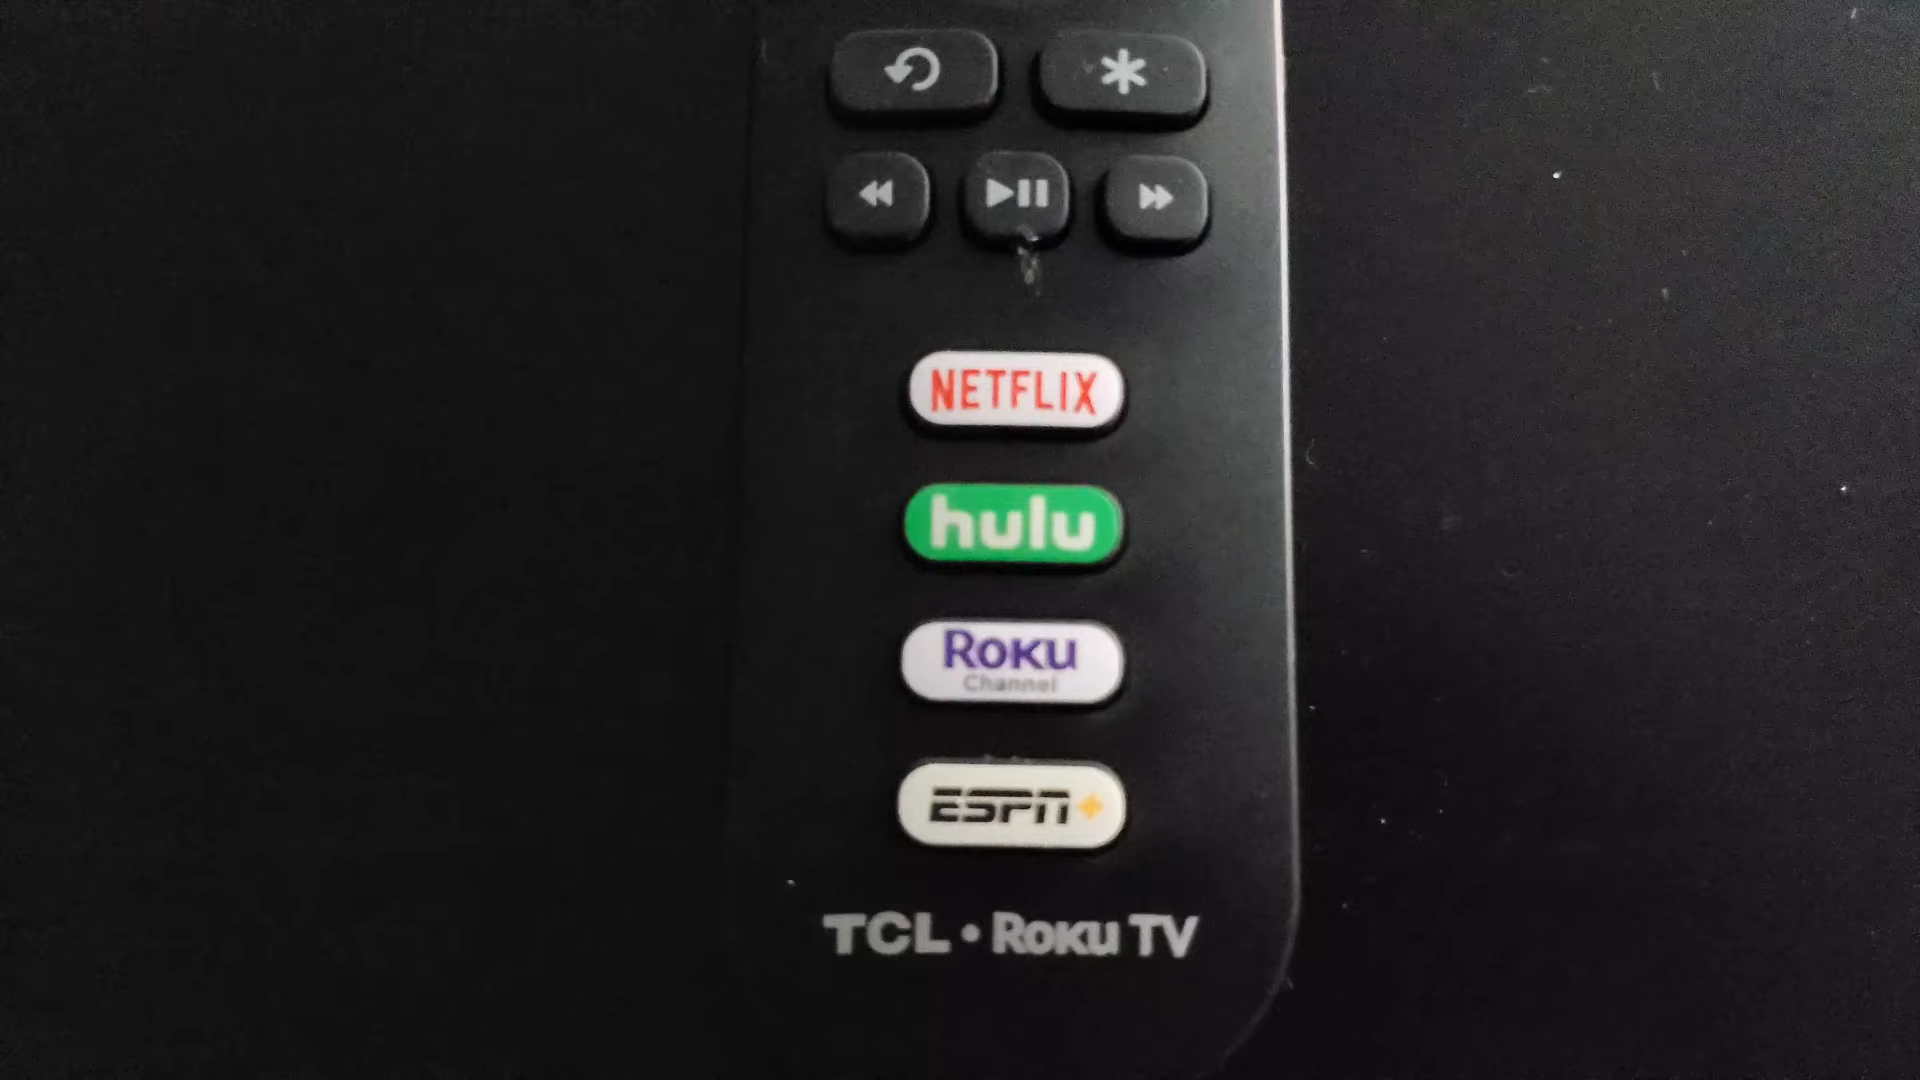 NETFLIX
hulu
Roku
Channel
ESPN+
TCL • Roku TV